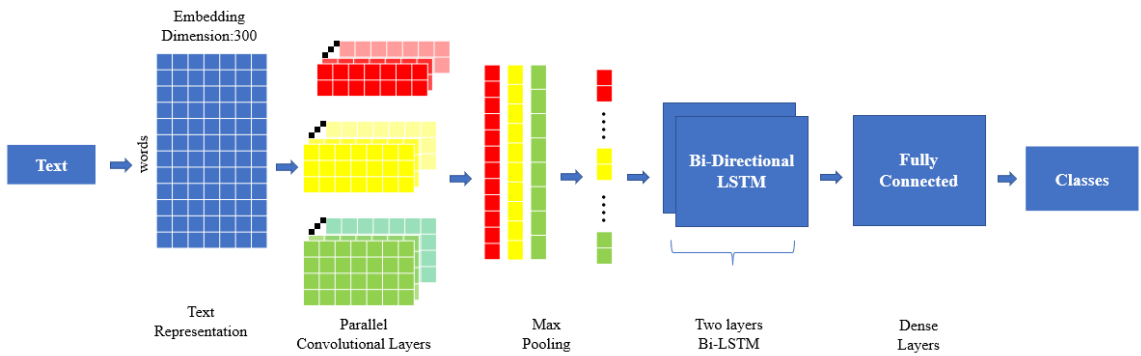 Embedding
Dimension:300
words
Text
Bi-Directional
LSTM
Fully
Connected
Classes
Text
Representation
Parallel
Convolutional Layers
Max
Pooling
Two layers
Bi-LSTM
Dense
Layers